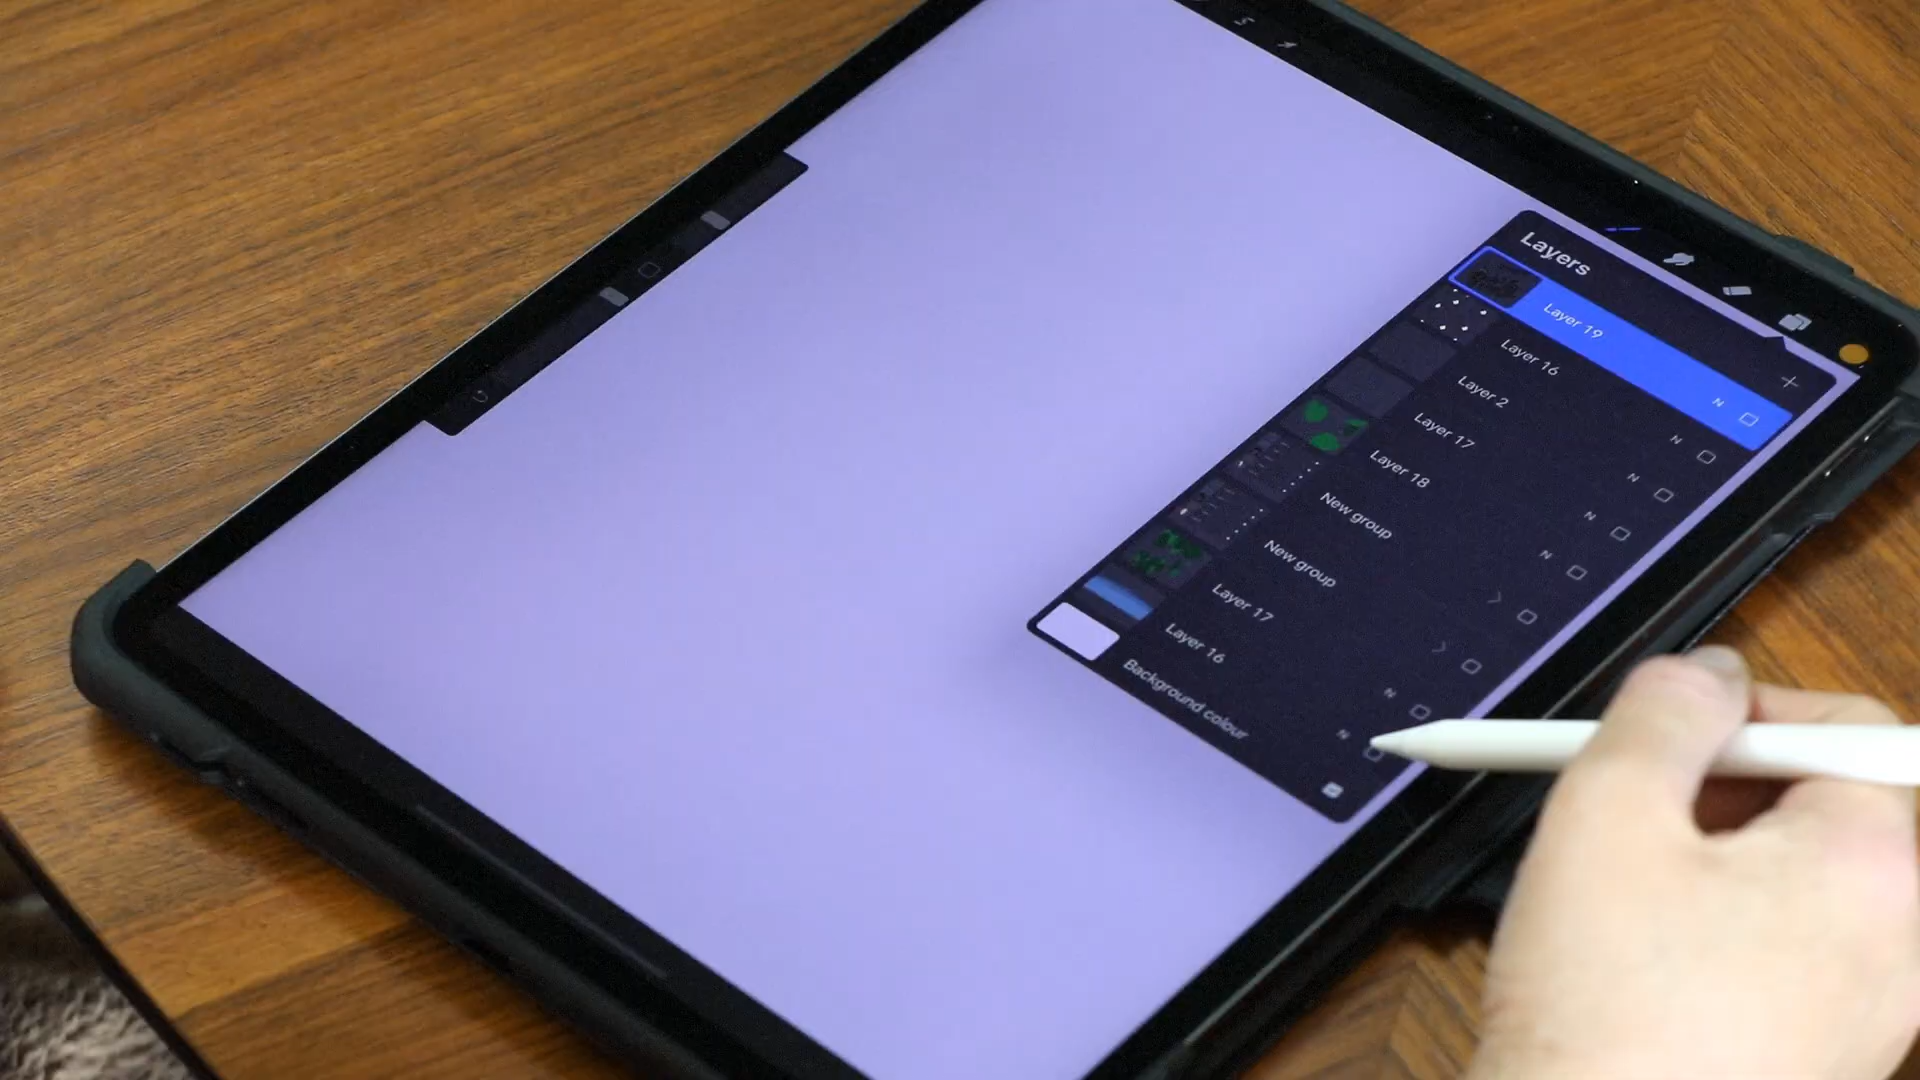 Layers
Layer 19
N
Layer 16
N
Layer 2
N
Layer 17
N
Layer 18
N
New group
New group
Layer 17
N
Layer 16
N
Background colour